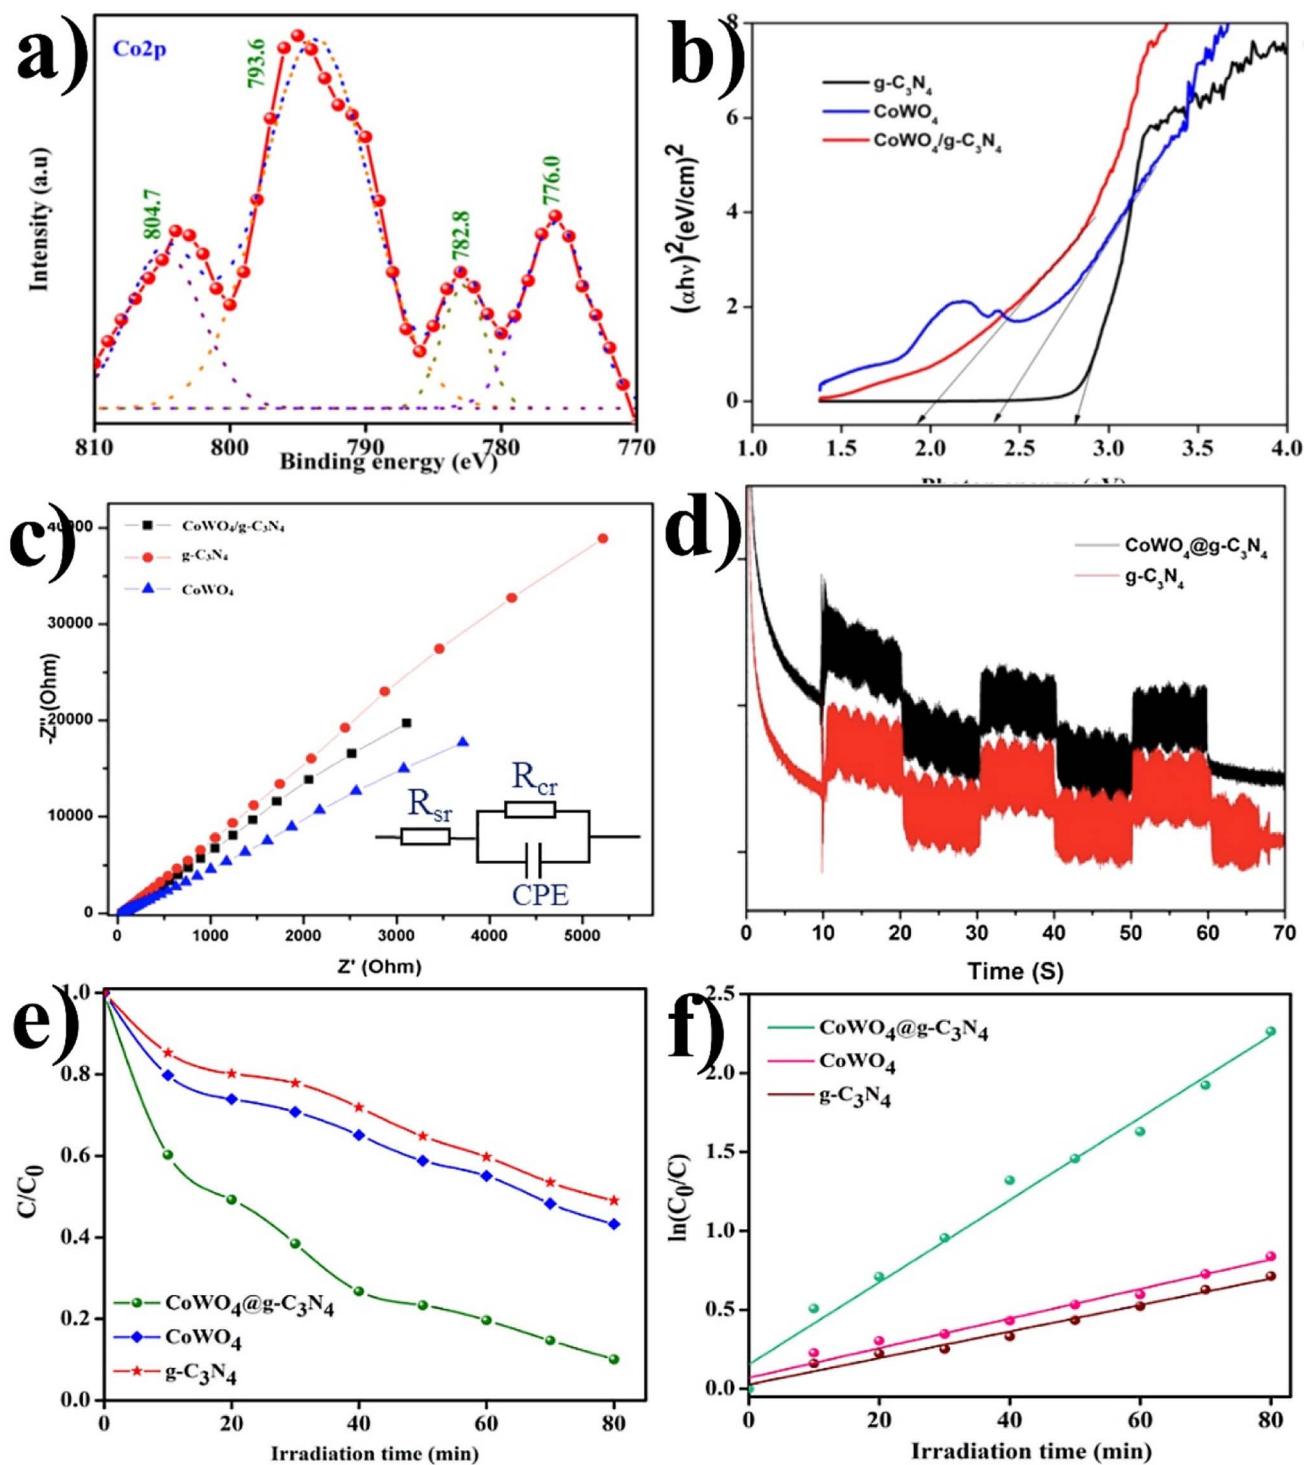 a)
Co2p
804.7
793.6
782.8
776.0
Intensity (a.u)
810 800 790 780 770
Binding energy (eV)
b)
g-C3N4
CoWO4
CoWO4/g-C3N4
(αhν)²(eV/cm)²
8
6
4
2
0
1.0 1.5 2.0 2.5 3.0 3.5 4.0
c)
CoWO4/g-C3N4
g-C3N4
CoWO4
-Z''(Ohm)
40000
30000
20000
10000
0
Rsr
Rcr
CPE
0 1000 2000 3000 4000 5000
Z' (Ohm)
d)
CoWO4@g-C3N4
g-C3N4
0 10 20 30 40 50 60 70
Time (S)
e)
C/C0
1.0
0.8
0.6
0.4
0.2
0.0
CoWO4@g-C3N4
CoWO4
g-C3N4
0 20 40 60 80
Irradiation time (min)
f)
ln(C0/C)
2.5
2.0
1.5
1.0
0.5
0.0
CoWO4@g-C3N4
CoWO4
g-C3N4
0 20 40 60 80
Irradiation time (min)